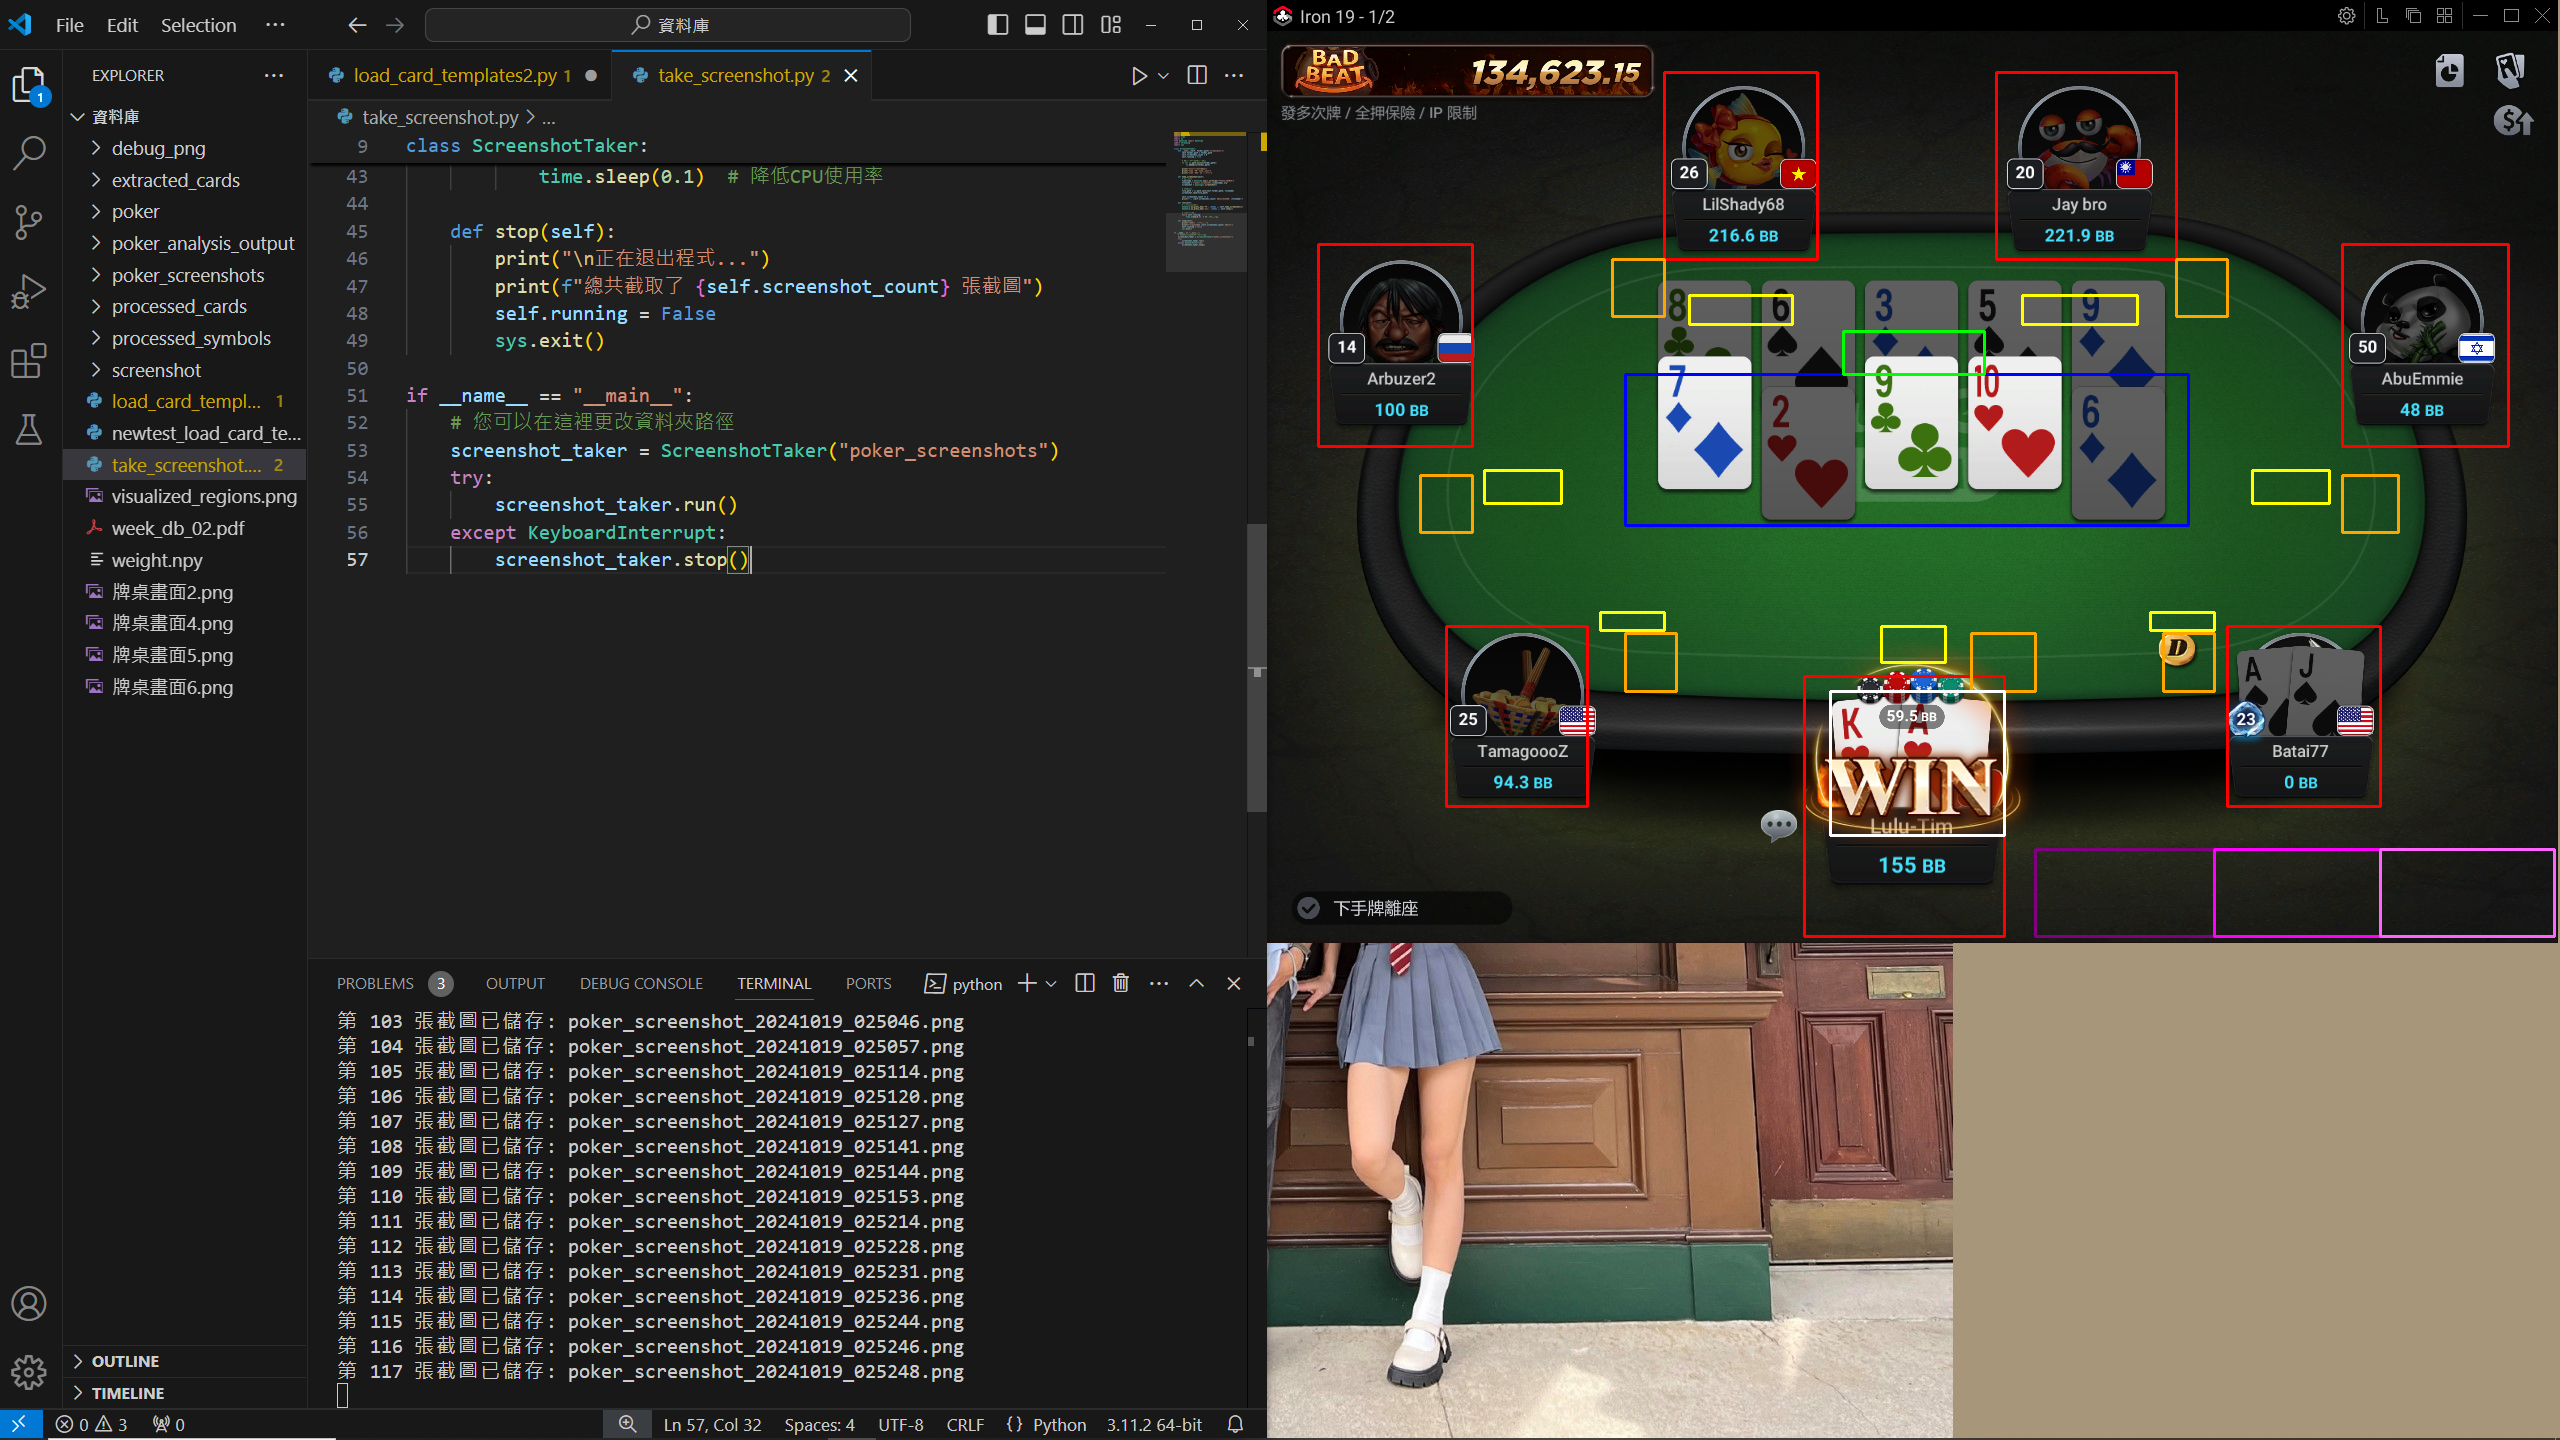 File Edit Selection ···
資料庫
EXPLORER
1
資料庫
debug_png
extracted_cards
poker
poker_analysis_output
poker_screenshots
processed_cards
processed_symbols
screenshot
load_card_templ... 1
newtest_load_card_te...
take_screenshot.... 2
visualized_regions.png
week_db_02.pdf
weight.npy
牌桌畫面2.png
牌桌畫面4.png
牌桌畫面5.png
牌桌畫面6.png
OUTLINE
TIMELINE
load_card_templates2.py 1
take_screenshot.py 2
take_screenshot.py > ...
9 class ScreenshotTaker:
43 time.sleep(0.1) # 降低CPU使用率
44
45 def stop(self):
46 print("\n正在退出程式...")
47 print(f"總共截取了 {self.screenshot_count} 張截圖")
48 self.running = False
49 sys.exit()
50
51 if __name__ == "__main__":
52 # 您可以在這裡更改資料夾路徑
53 screenshot_taker = ScreenshotTaker("poker_screenshots")
54 try:
55 screenshot_taker.run()
56 except KeyboardInterrupt:
57 screenshot_taker.stop()
PROBLEMS 3 OUTPUT DEBUG CONSOLE TERMINAL PORTS python
第 103 張截圖已儲存: poker_screenshot_20241019_025046.png
第 104 張截圖已儲存: poker_screenshot_20241019_025057.png
第 105 張截圖已儲存: poker_screenshot_20241019_025114.png
第 106 張截圖已儲存: poker_screenshot_20241019_025120.png
第 107 張截圖已儲存: poker_screenshot_20241019_025127.png
第 108 張截圖已儲存: poker_screenshot_20241019_025141.png
第 109 張截圖已儲存: poker_screenshot_20241019_025144.png
第 110 張截圖已儲存: poker_screenshot_20241019_025153.png
第 111 張截圖已儲存: poker_screenshot_20241019_025214.png
第 112 張截圖已儲存: poker_screenshot_20241019_025228.png
第 113 張截圖已儲存: poker_screenshot_20241019_025231.png
第 114 張截圖已儲存: poker_screenshot_20241019_025236.png
第 115 張截圖已儲存: poker_screenshot_20241019_025244.png
第 116 張截圖已儲存: poker_screenshot_20241019_025246.png
第 117 張截圖已儲存: poker_screenshot_20241019_025248.png
0 3 0 Ln 57, Col 32 Spaces: 4 UTF-8 CRLF Python 3.11.2 64-bit
Iron 19 - 1/2
BAD BEAT 134,623.15
發多次牌 / 全押保險 / IP 限制
26
LilShady68
216.6 BB
20
Jay bro
221.9 BB
14
Arbuzer2
100 BB
50
AbuEmmie
48 BB
8 6 3 5 9
7 2 9 10 6
25
TamagoooZ
94.3 BB
D
A J
23
Batai77
0 BB
59.5 BB
K A
WIN
Lulu-Tim
155 BB
下手牌離座